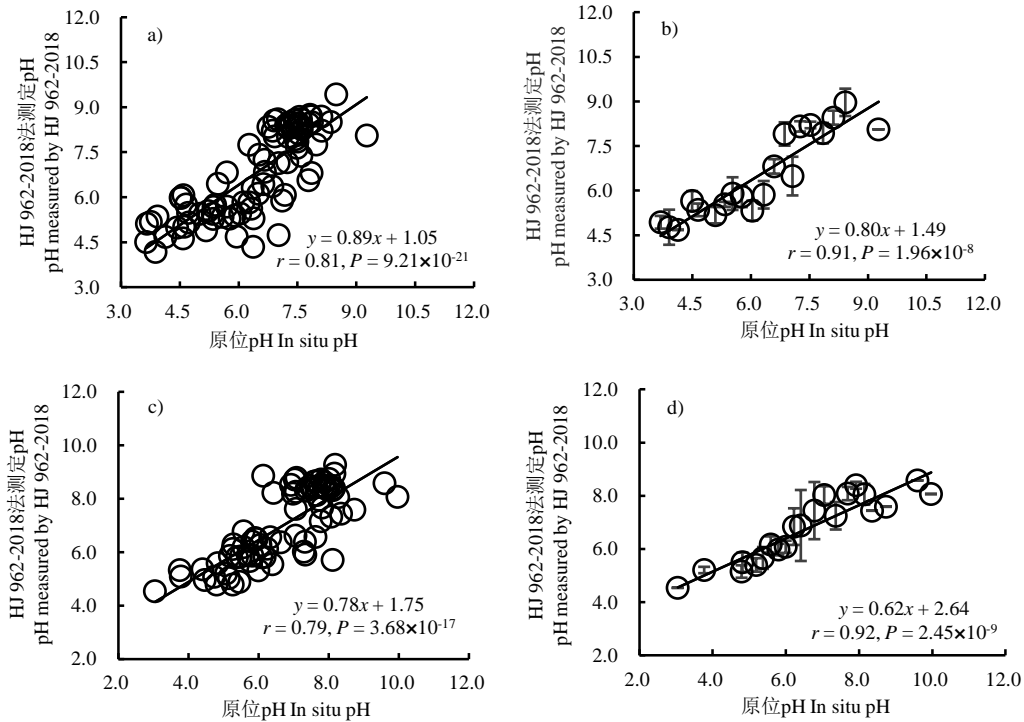 a)
HJ 962-2018法测定pH
pH measured by HJ 962-2018
12.0
10.5
9.0
7.5
6.0
4.5
3.0
y = 0.89x + 1.05
r = 0.81, P = 9.21×10-21
3.0 4.5 6.0 7.5 9.0 10.5 12.0
原位pH In situ pH
b)
HJ 962-2018法测定pH
pH measured by HJ 962-2018
12.0
10.5
9.0
7.5
6.0
4.5
3.0
y = 0.80x + 1.49
r = 0.91, P = 1.96×10-8
3.0 4.5 6.0 7.5 9.0 10.5 12.0
原位pH In situ pH
c)
HJ 962-2018法测定pH
pH measured by HJ 962-2018
12.0
10.0
8.0
6.0
4.0
2.0
y = 0.78x + 1.75
r = 0.79, P = 3.68×10-17
2.0 4.0 6.0 8.0 10.0 12.0
原位pH In situ pH
d)
HJ 962-2018法测定pH
pH measured by HJ 962-2018
12.0
10.0
8.0
6.0
4.0
2.0
y = 0.62x + 2.64
r = 0.92, P = 2.45×10-9
2.0 4.0 6.0 8.0 10.0 12.0
原位pH In situ pH